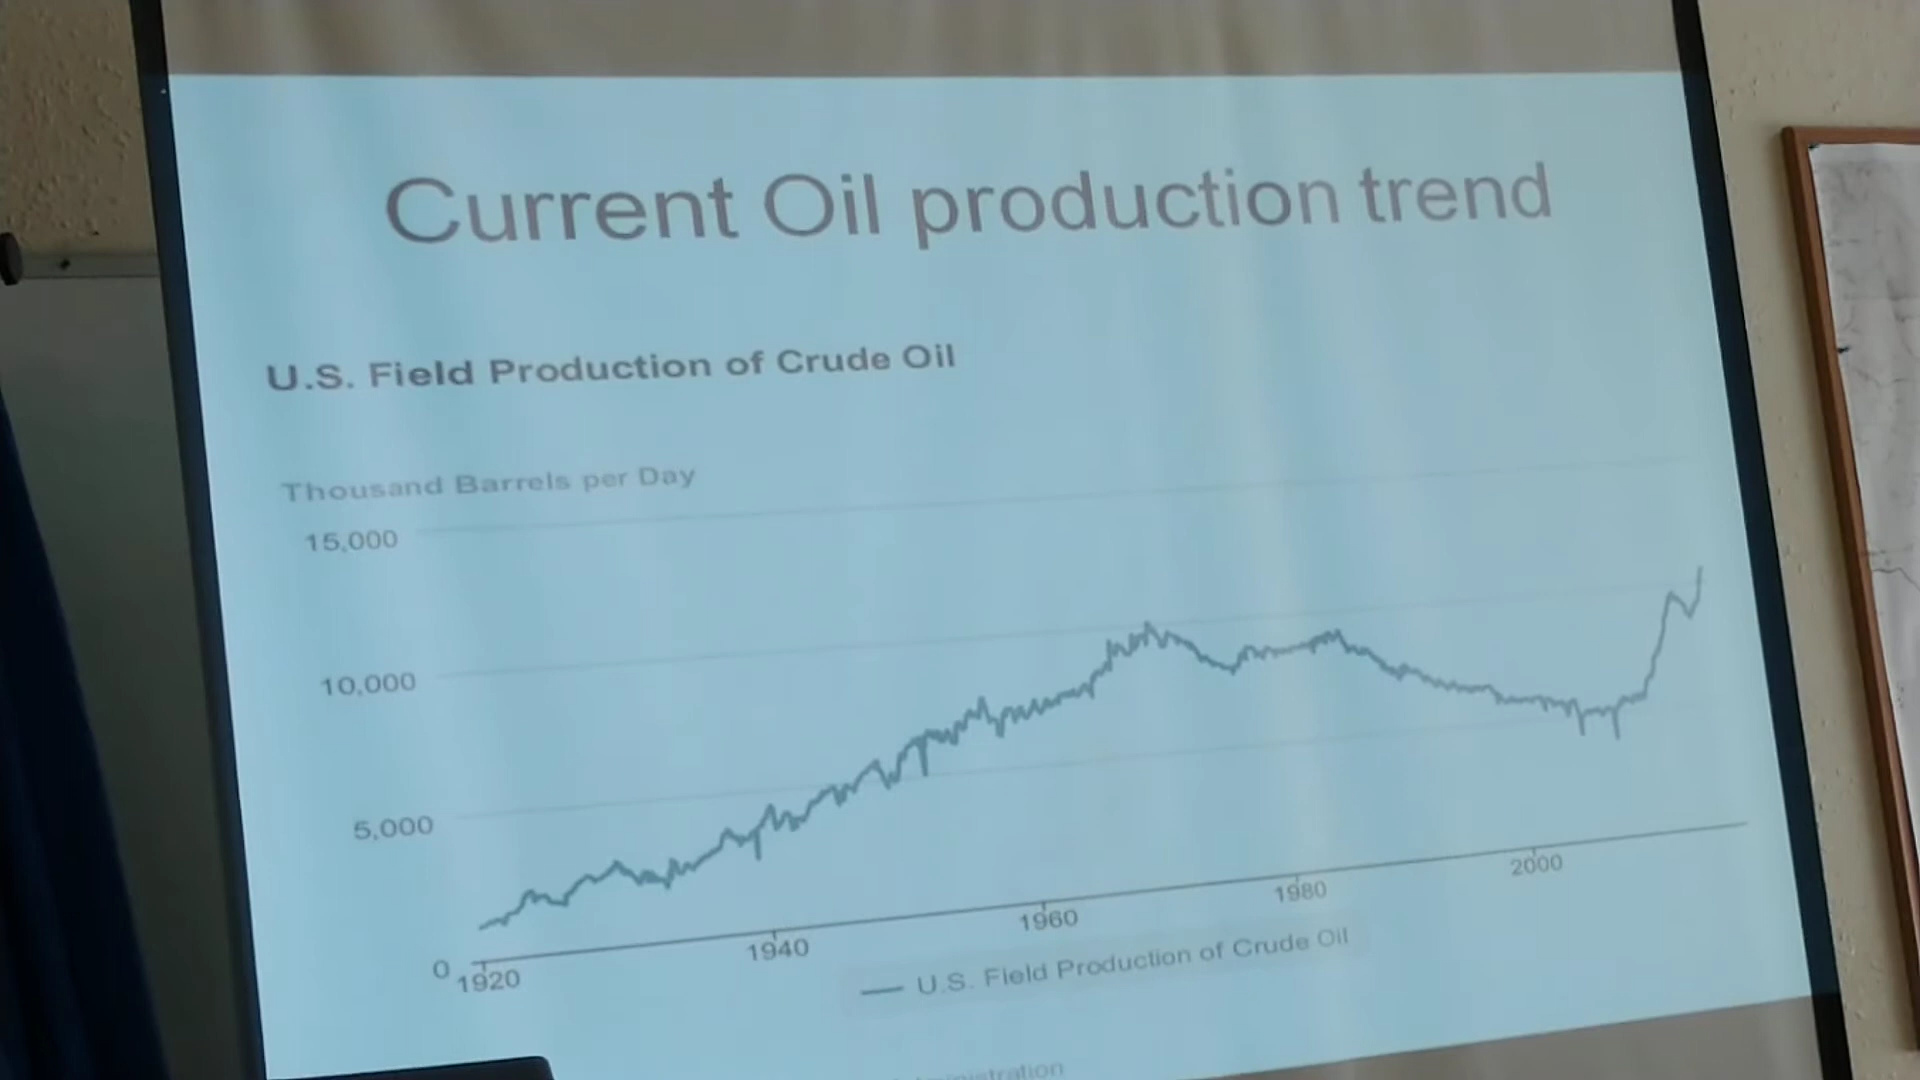 Current Oil production trend
U.S. Field Production of Crude Oil
Thousand Barrels per Day
15,000
10,000
5,000
0
1920
1940
1960
1980
2000
U.S. Field Production of Crude Oil